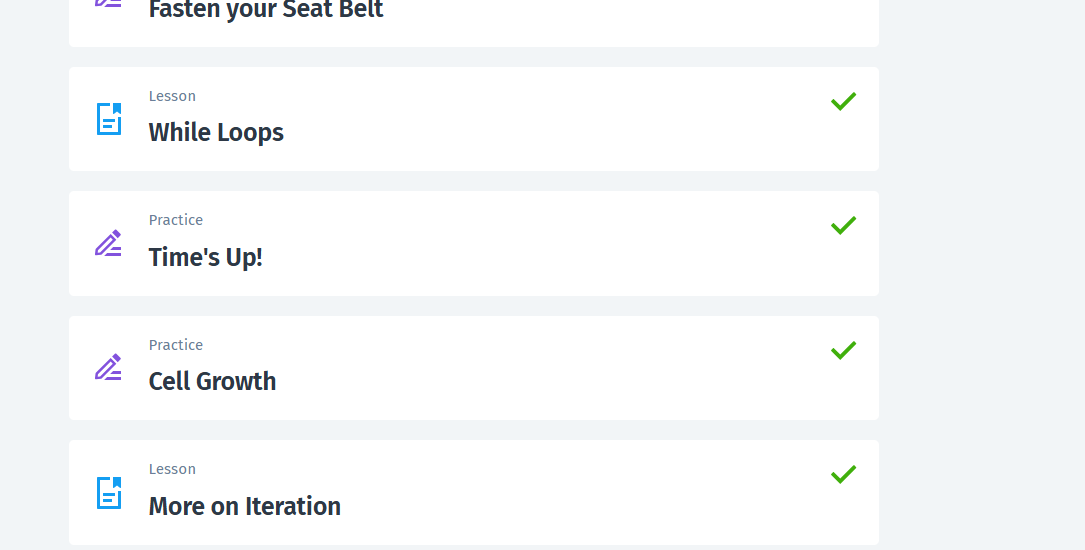 Fasten your Seat Belt
Lesson
While Loops
Practice
Time's Up!
Practice
Cell Growth
Lesson
More on Iteration